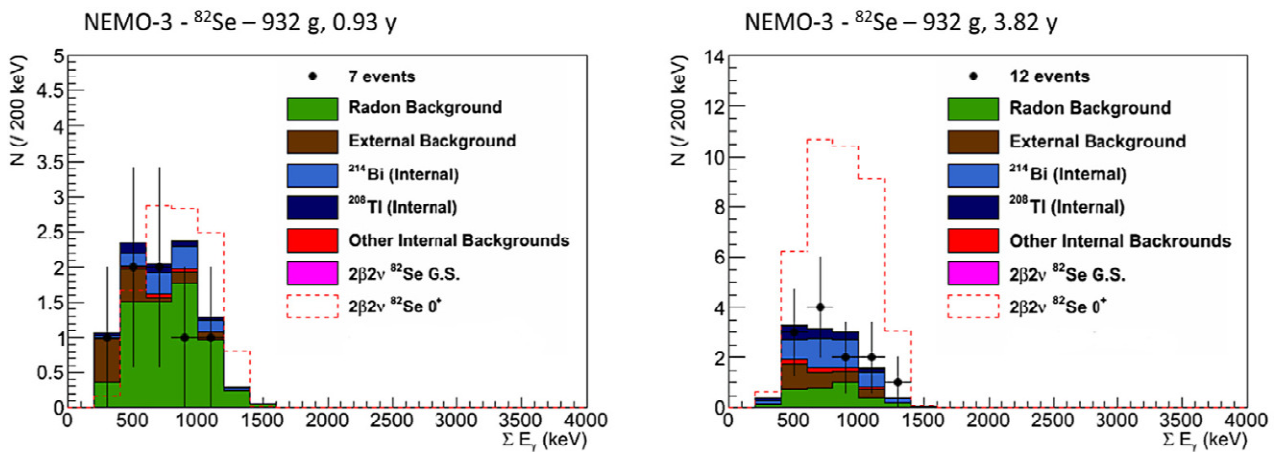 NEMO-3 - ⁸²Se – 932 g, 0.93 y
N (/ 200 keV)
5
4.5
4
3.5
3
2.5
2
1.5
1
0.5
0
7 events
Radon Background
External Background
²¹⁴Bi (Internal)
²⁰⁸Tl (Internal)
Other Internal Backgrounds
2β2ν ⁸²Se G.S.
2β2ν ⁸²Se 0⁺
0 500 1000 1500 2000 2500 3000 3500 4000
Σ Eᵧ (keV)
NEMO-3 - ⁸²Se – 932 g, 3.82 y
N (/ 200 keV)
14
12
10
8
6
4
2
0
12 events
Radon Background
External Background
²¹⁴Bi (Internal)
²⁰⁸Tl (Internal)
Other Internal Backrounds
2β2ν ⁸²Se G.S.
2β2ν ⁸²Se 0⁺
0 500 1000 1500 2000 2500 3000 3500 4000
Σ Eᵧ (keV)